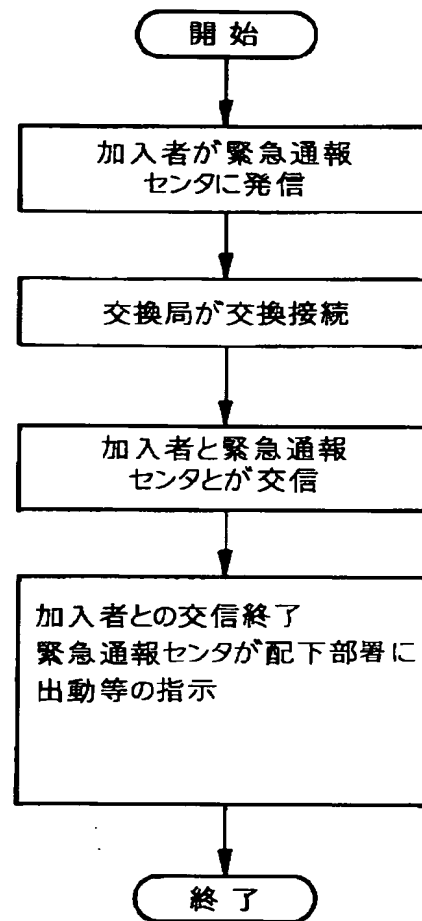 開始
加入者が緊急通報
センタに発信
交換局が交換接続
加入者と緊急通報
センタとが交信
加入者との交信終了
緊急通報センタが配下部署に
出動等の指示
終了